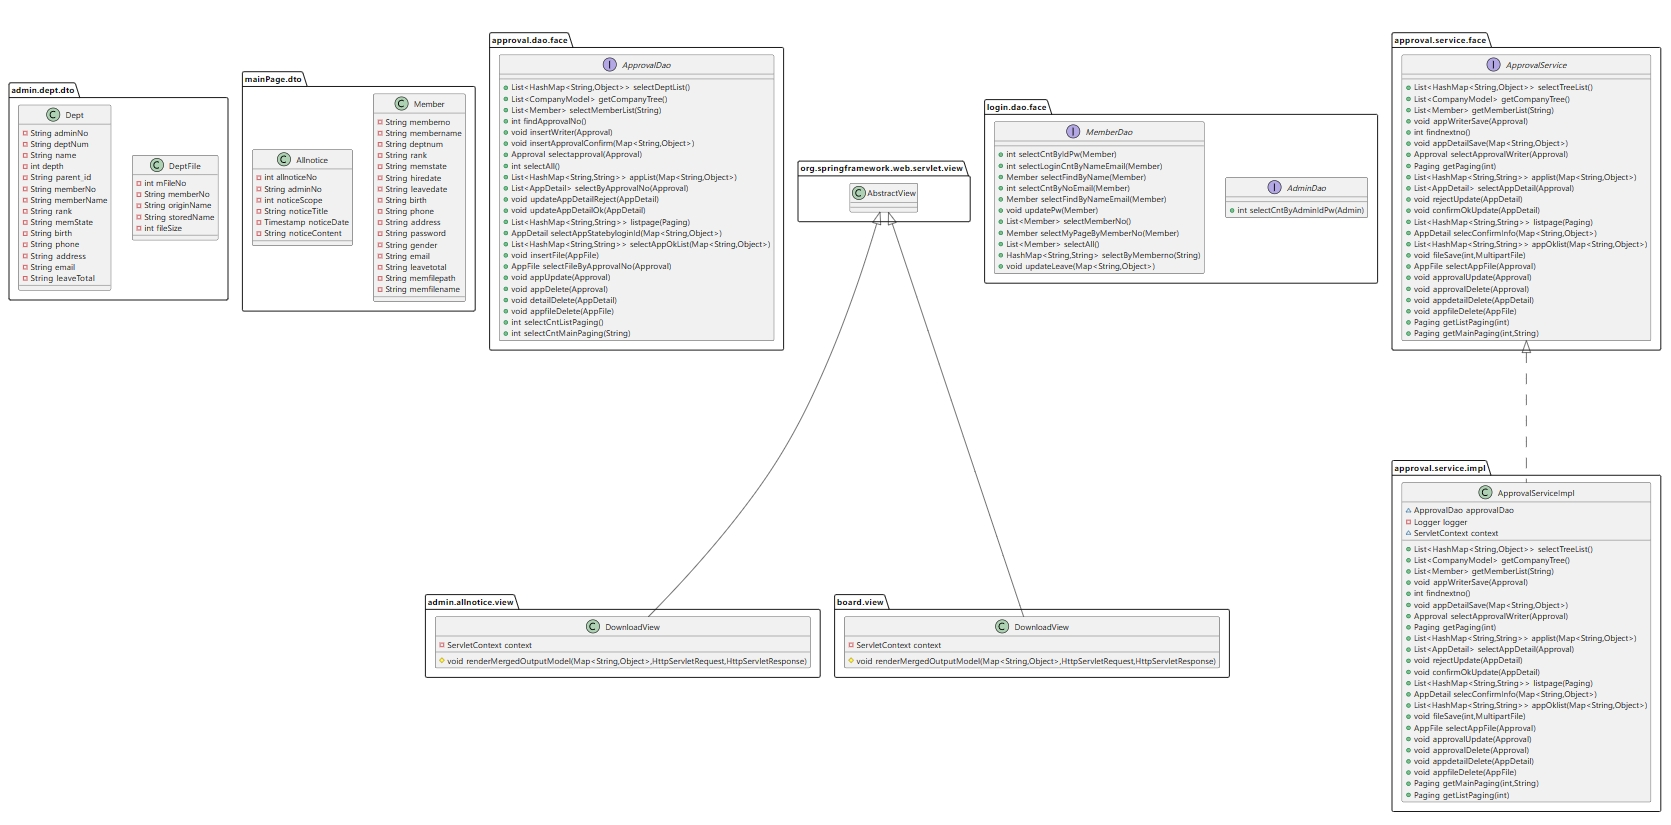 admin.dept.dto
Dept
String adminNo
String deptNum
String name
int depth
String parent_id
String memberNo
String memberName
String rank
String memState
String birth
String phone
String address
String email
String leaveTotal
DeptFile
int mFileNo
String memberNo
String originName
String storedName
int fileSize
mainPage.dto
Allnotice
int allnoticeNo
String adminNo
int noticeScope
String noticeTitle
Timestamp noticeDate
String noticeContent
Member
String memberno
String membername
String deptnum
String rank
String memstate
String hiredate
String leavedate
String birth
String phone
String address
String password
String gender
String email
String leavetotal
String memfilepath
String memfilename
approval.dao.face
ApprovalDao
List<HashMap<String,Object>> selectDeptList()
List<CompanyModel> getCompanyTree()
List<Member> selectMemberList(String)
int findApprovalNo()
void insertWriter(Approval)
void insertApprovalConfirm(Map<String,Object>)
Approval selectapproval(Approval)
int selectAll()
List<HashMap<String,String>> appList(Map<String,Object>)
List<AppDetail> selectByApprovalNo(Approval)
void updateAppDetailReject(AppDetail)
void updateAppDetailOk(AppDetail)
List<HashMap<String,String>> listpage(Paging)
AppDetail selectAppStatebyloginId(Map<String,Object>)
List<HashMap<String,String>> selectAppOkList(Map<String,Object>)
void insertFile(AppFile)
AppFile selectFileByApprovalNo(Approval)
void appUpdate(Approval)
void appDelete(Approval)
void detailDelete(AppDetail)
void appfileDelete(AppFile)
int selectCntListPaging()
int selectCntMainPaging(String)
org.springframework.web.servlet.view
AbstractView
login.dao.face
MemberDao
int selectCntByIdPw(Member)
int selectLoginCntByNameEmail(Member)
Member selectFindByName(Member)
int selectCntByNoEmail(Member)
Member selectFindByNameEmail(Member)
void updatePw(Member)
List<Member> selectMemberNo()
Member selectMyPageByMemberNo(Member)
List<Member> selectAll()
HashMap<String,String> selectByMemberno(String)
void updateLeave(Map<String,Object>)
AdminDao
int selectCntByAdminIdPw(Admin)
approval.service.face
ApprovalService
List<HashMap<String,Object>> selectTreeList()
List<CompanyModel> getCompanyTree()
List<Member> getMemberList(String)
void appWriterSave(Approval)
int findnextno()
void appDetailSave(Map<String,Object>)
Approval selectApprovalWriter(Approval)
Paging getPaging(int)
List<HashMap<String,String>> applist(Map<String,Object>)
List<AppDetail> selectAppDetail(Approval)
void rejectUpdate(AppDetail)
void confirmOkUpdate(AppDetail)
List<HashMap<String,String>> listpage(Paging)
AppDetail selecConfirmInfo(Map<String,Object>)
List<HashMap<String,String>> appOklist(Map<String,Object>)
void fileSave(int,MultipartFile)
AppFile selectAppFile(Approval)
void approvalUpdate(Approval)
void approvalDelete(Approval)
void appdetailDelete(AppDetail)
void appfileDelete(AppFile)
Paging getListPaging(int)
Paging getMainPaging(int,String)
approval.service.impl
ApprovalServiceImpl
ApprovalDao approvalDao
Logger logger
ServletContext context
List<HashMap<String,Object>> selectTreeList()
List<CompanyModel> getCompanyTree()
List<Member> getMemberList(String)
void appWriterSave(Approval)
int findnextno()
void appDetailSave(Map<String,Object>)
Approval selectApprovalWriter(Approval)
Paging getPaging(int)
List<HashMap<String,String>> applist(Map<String,Object>)
List<AppDetail> selectAppDetail(Approval)
void rejectUpdate(AppDetail)
void confirmOkUpdate(AppDetail)
List<HashMap<String,String>> listpage(Paging)
AppDetail selecConfirmInfo(Map<String,Object>)
List<HashMap<String,String>> appOklist(Map<String,Object>)
void fileSave(int,MultipartFile)
AppFile selectAppFile(Approval)
void approvalUpdate(Approval)
void approvalDelete(Approval)
void appdetailDelete(AppDetail)
void appfileDelete(AppFile)
Paging getMainPaging(int,String)
Paging getListPaging(int)
admin.allnotice.view
DownloadView
ServletContext context
void renderMergedOutputModel(Map<String,Object>,HttpServletRequest,HttpServletResponse)
board.view
DownloadView
ServletContext context
void renderMergedOutputModel(Map<String,Object>,HttpServletRequest,HttpServletResponse)